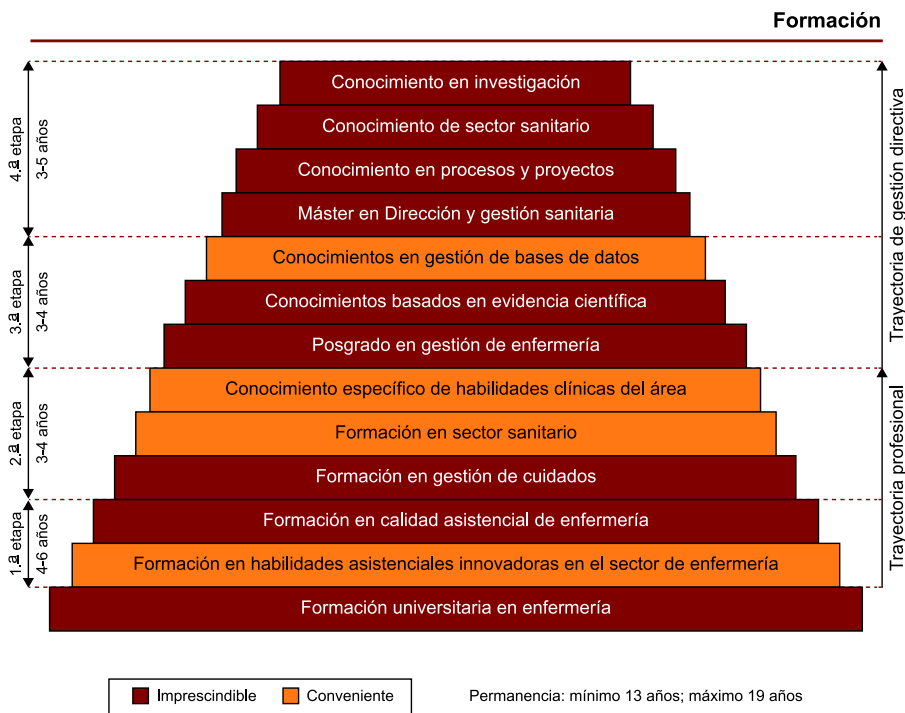 Formación
Conocimiento en investigación
Conocimiento de sector sanitario
Conocimiento en procesos y proyectos
Máster en Dirección y gestión sanitaria
4.ª etapa
3-5 años
Conocimientos en gestión de bases de datos
Conocimientos basados en evidencia científica
Posgrado en gestión de enfermería
3.ª etapa
3-4 años
Trayectoria de gestión directiva
Conocimiento específico de habilidades clínicas del área
Formación en sector sanitario
Formación en gestión de cuidados
2.ª etapa
3-4 años
Formación en calidad asistencial de enfermería
Formación en habilidades asistenciales innovadoras en el sector de enfermería
1.ª etapa
4-6 años
Trayectoria profesional
Formación universitaria en enfermería
Imprescindible
Conveniente
Permanencia: mínimo 13 años; máximo 19 años